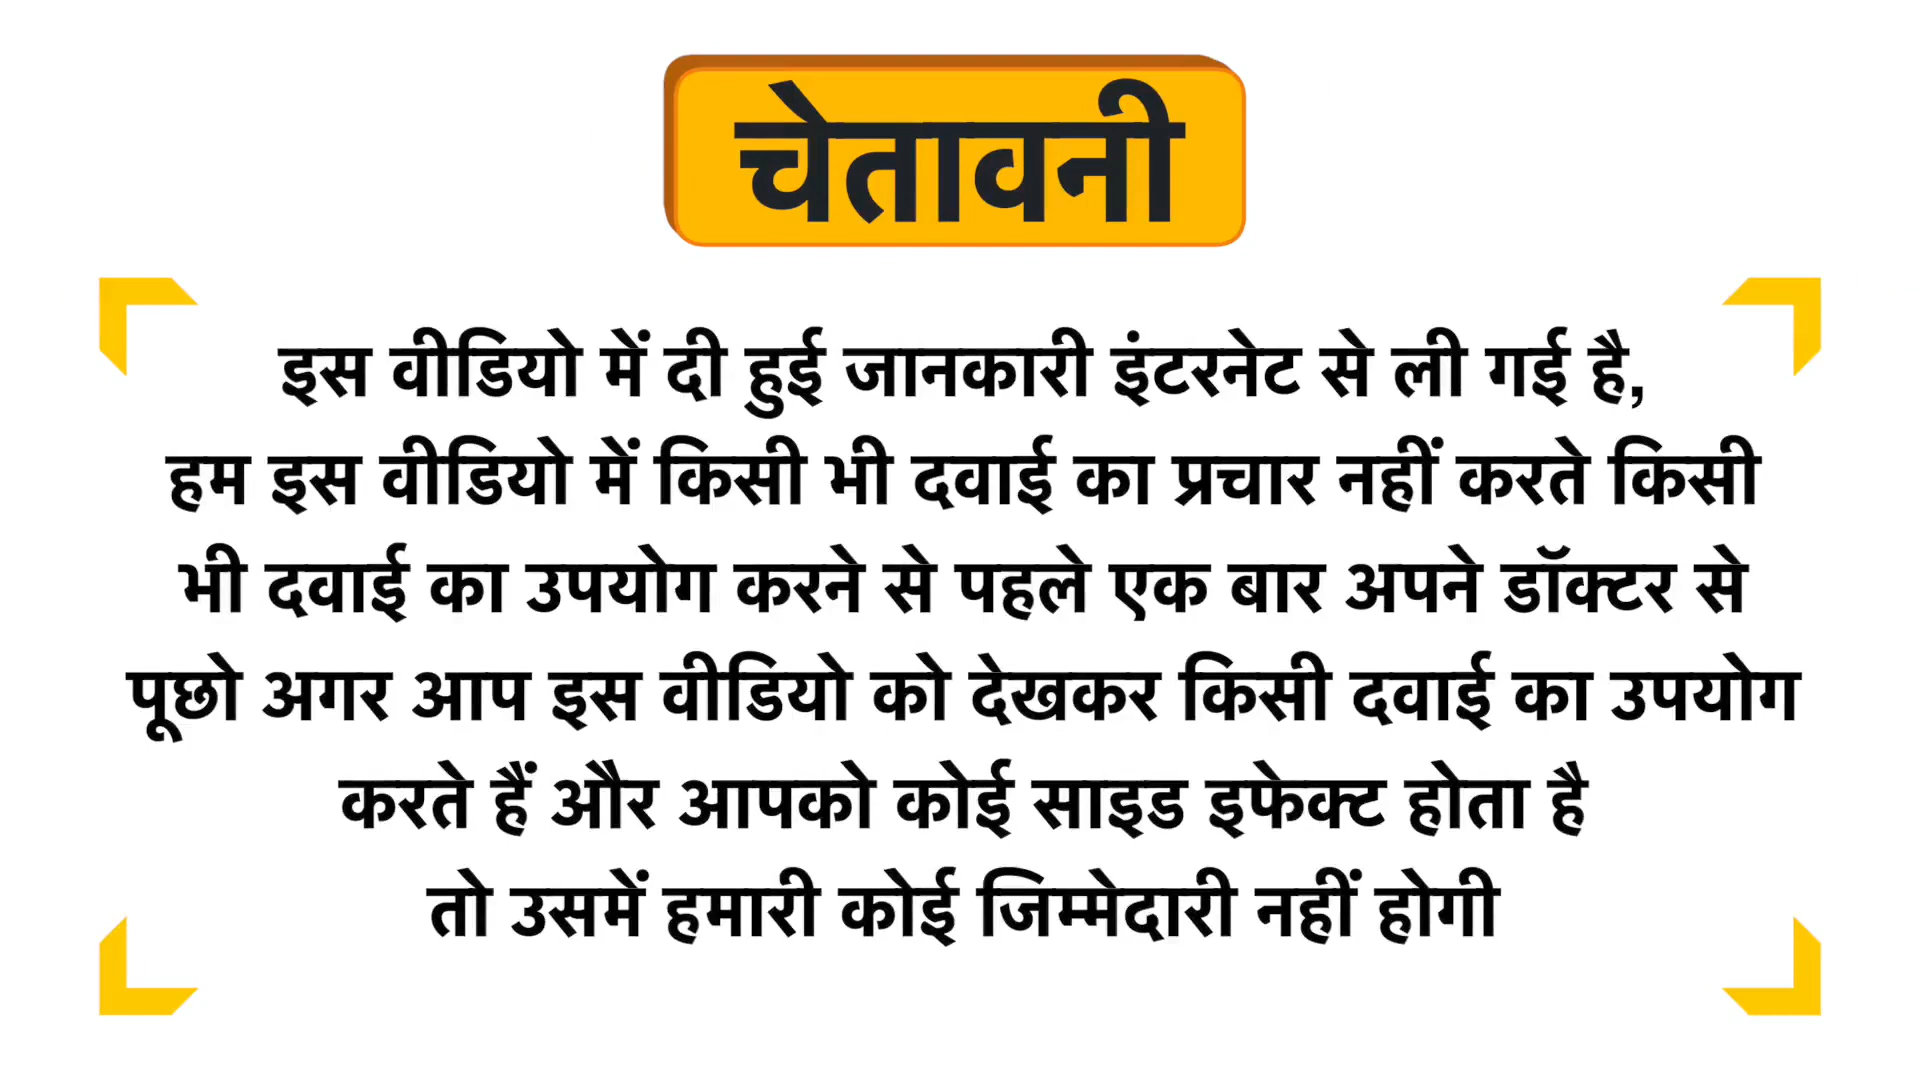 चेतावनी
इस वीडियो में दी हुई जानकारी इंटरनेट से ली गई है,
हम इस वीडियो में किसी भी दवाई का प्रचार नहीं करते किसी
भी दवाई का उपयोग करने से पहले एक बार अपने डॉक्टर से
पूछो अगर आप इस वीडियो को देखकर किसी दवाई का उपयोग
करते हैं और आपको कोई साइड इफेक्ट होता है
तो उसमें हमारी कोई जिम्मेदारी नहीं होगी